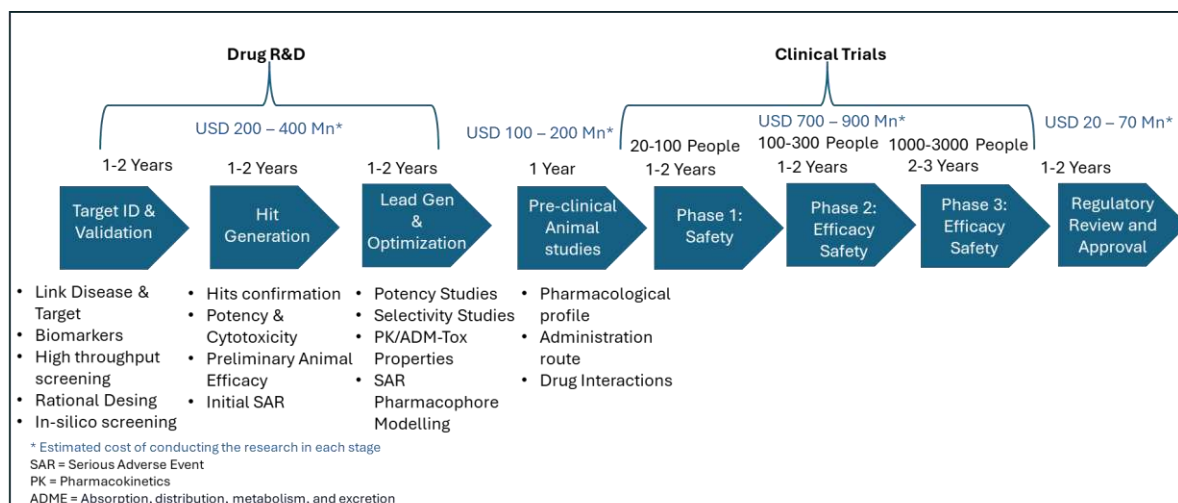 Drug R&D
Clinical Trials
USD 200 – 400 Mn*
USD 100 – 200 Mn*
USD 700 – 900 Mn*
USD 20 – 70 Mn*
20-100 People
100-300 People
1000-3000 People
1-2 Years
1-2 Years
1-2 Years
1 Year
1-2 Years
1-2 Years
2-3 Years
1-2 Years
Target ID &
Validation
Hit
Generation
Lead Gen
&
Optimization
Pre-clinical
Animal
studies
Phase 1:
Safety
Phase 2:
Efficacy
Safety
Phase 3:
Efficacy
Safety
Regulatory
Review and
Approval
• Link Disease &
Target
• Biomarkers
• High throughput
screening
• Rational Desing
• In-silico screening
• Hits confirmation
• Potency &
Cytotoxicity
• Preliminary Animal
Efficacy
• Initial SAR
• Potency Studies
• Selectivity Studies
• PK/ADM-Tox
Properties
• SAR
Pharmacophore
Modelling
• Pharmacological
profile
• Administration
route
• Drug Interactions
* Estimated cost of conducting the research in each stage
SAR = Serious Adverse Event
PK = Pharmacokinetics
ADME = Absorption, distribution, metabolism, and excretion